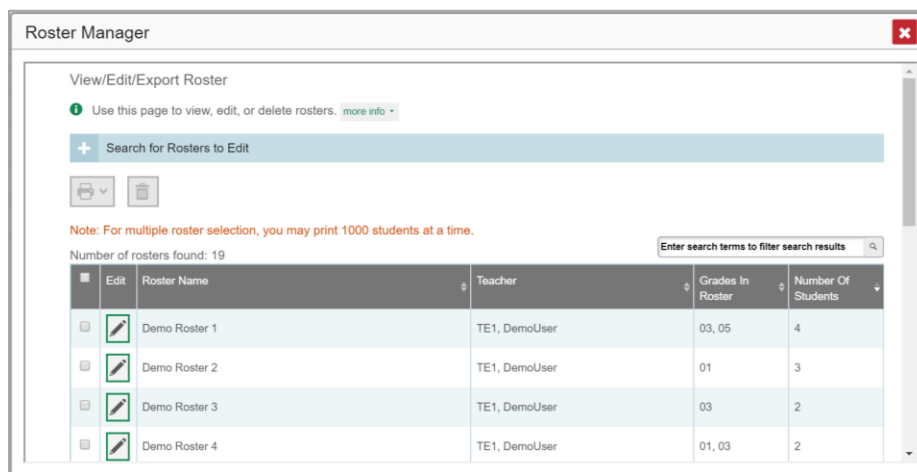 Roster Manager
View/Edit/Export Roster
Use this page to view, edit, or delete rosters. more info
Search for Rosters to Edit
Note: For multiple roster selection, you may print 1000 students at a time.
Number of rosters found: 19
Enter search terms to filter search results
Edit Roster Name Teacher Grades In Roster Number Of Students
Demo Roster 1 TE1, DemoUser 03, 05 4
Demo Roster 2 TE1, DemoUser 01 3
Demo Roster 3 TE1, DemoUser 03 2
Demo Roster 4 TE1, DemoUser 01, 03 2